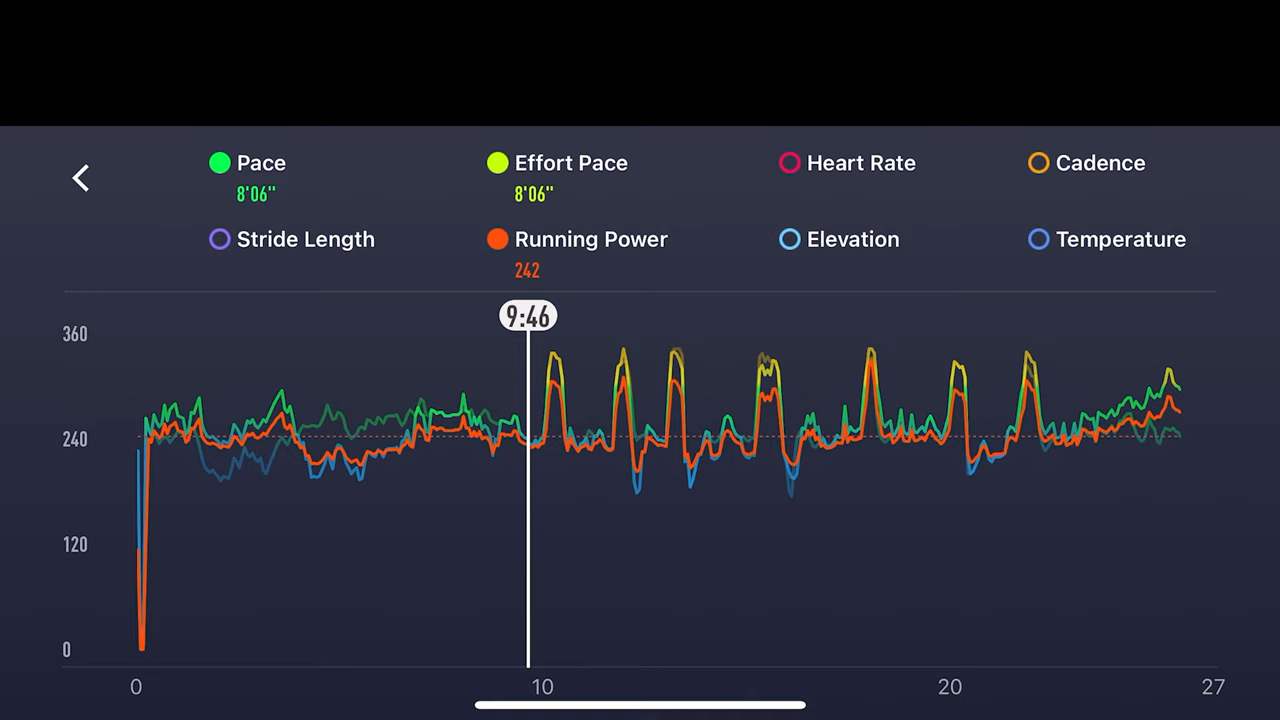 Pace
8'06"
Effort Pace
8'06"
Heart Rate
Cadence
Stride Length
Running Power
242
Elevation
Temperature
9:46
360
240
120
0
0
10
20
27